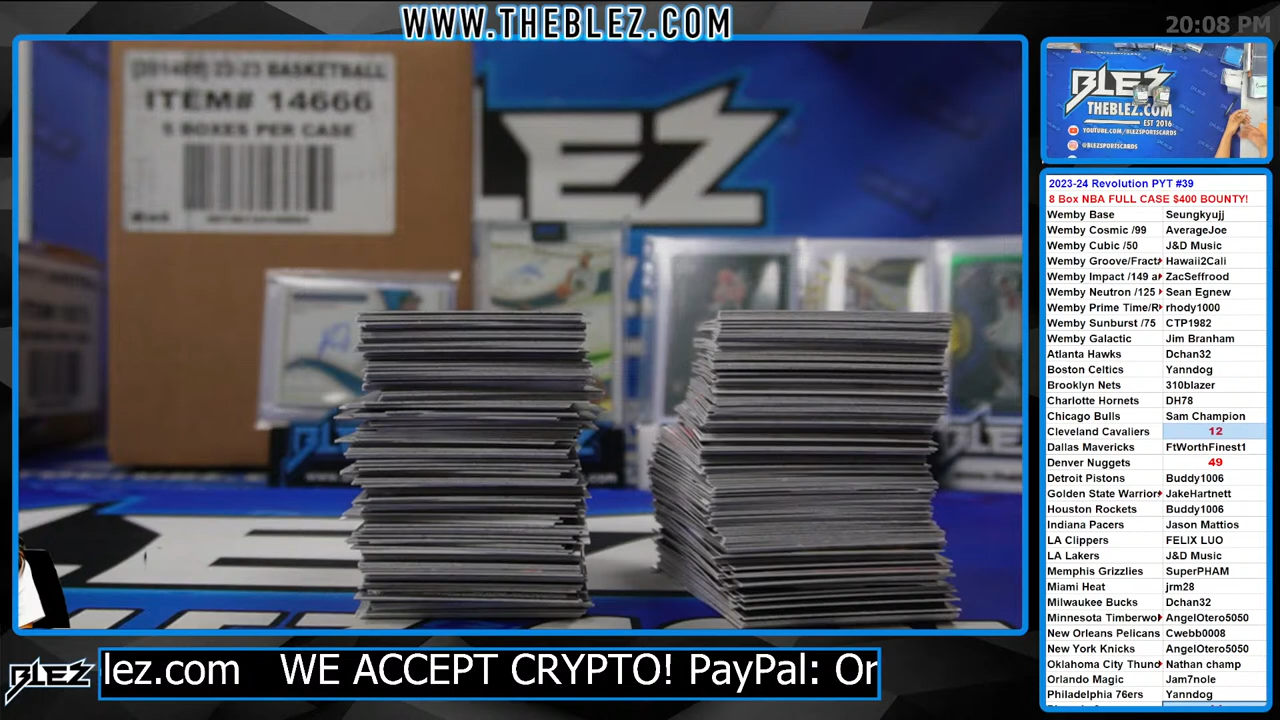 WWW.THEBLEZ.COM
20:08 PM
22-23 BASKETBALL
ITEM# 14666
5 BOXES PER CASE
EZ
BLEZ
THEBLEZ.COM
EST 2016
YOUTUBE.COM/BLEZSPORTSCARDS
@BLEZSPORTSCARDS
2023-24 Revolution PYT #39
8 Box NBA FULL CASE $400 BOUNTY!
Wemby Base Seungkyujj
Wemby Cosmic /99 AverageJoe
Wemby Cubic /50 J&D Music
Wemby Groove/Fract Hawaii2Cali
Wemby Impact /149 a ZacSeffrood
Wemby Neutron /125 Sean Egnew
Wemby Prime Time/R rhody1000
Wemby Sunburst /75 CTP1982
Wemby Galactic Jim Branham
Atlanta Hawks Dchan32
Boston Celtics Yanndog
Brooklyn Nets 310blazer
Charlotte Hornets DH78
Chicago Bulls Sam Champion
Cleveland Cavaliers 12
Dallas Mavericks FtWorthFinest1
Denver Nuggets 49
Detroit Pistons Buddy1006
Golden State Warrior JakeHartnett
Houston Rockets Buddy1006
Indiana Pacers Jason Mattios
LA Clippers FELIX LUO
LA Lakers J&D Music
Memphis Grizzlies SuperPHAM
Miami Heat jrm28
Milwaukee Bucks Dchan32
Minnesota Timberwol AngelOtero5050
New Orleans Pelicans Cwebb0008
New York Knicks AngelOtero5050
Oklahoma City Thund Nathan champ
Orlando Magic Jam7nole
Philadelphia 76ers Yanndog
BLEZ
lez.com WE ACCEPT CRYPTO! PayPal: Or